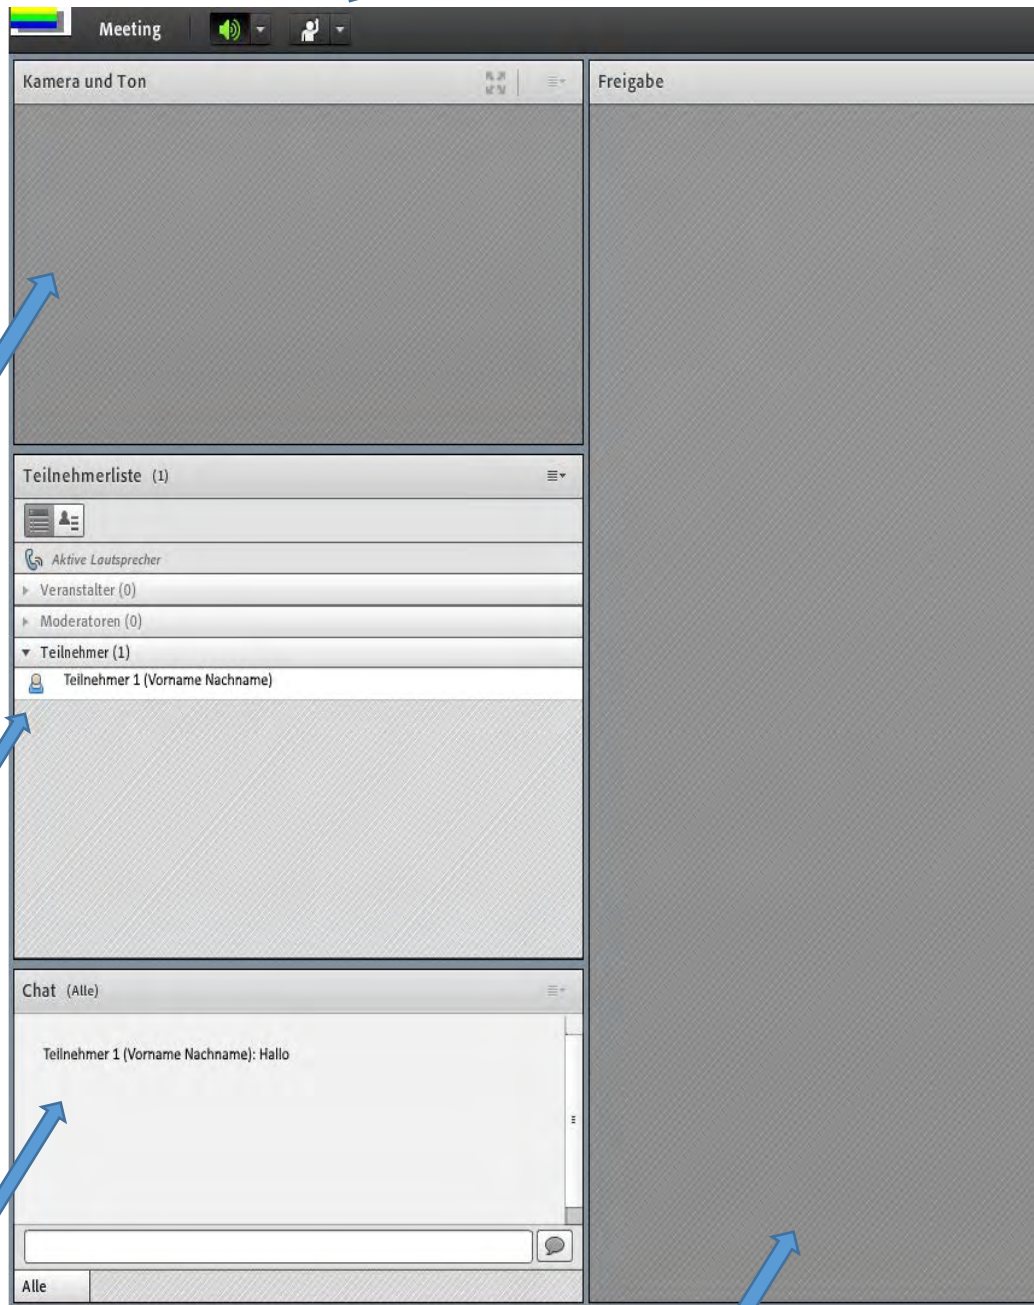 Meeting
Kamera und Ton
Freigabe
Teilnehmerliste (1)
Aktive Lautsprecher
Veranstalter (0)
Moderatoren (0)
Teilnehmer (1)
Teilnehmer 1 (Vorname Nachname)
Chat (Alle)
Teilnehmer 1 (Vorname Nachname): Hallo
Alle